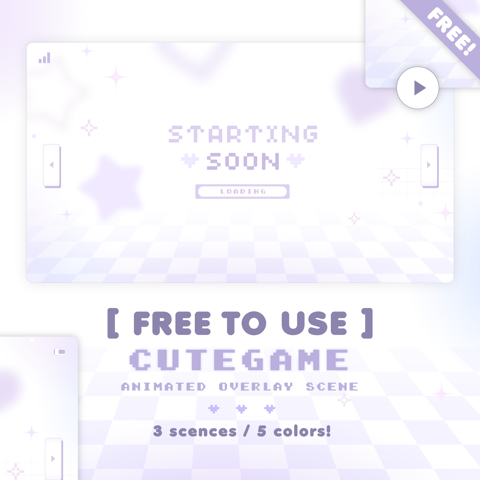 FREE!
STARTING
SOON
LOADING
[ FREE TO USE ]
CUTEGAME
ANIMATED OVERLAY SCENE
3 scences / 5 colors!